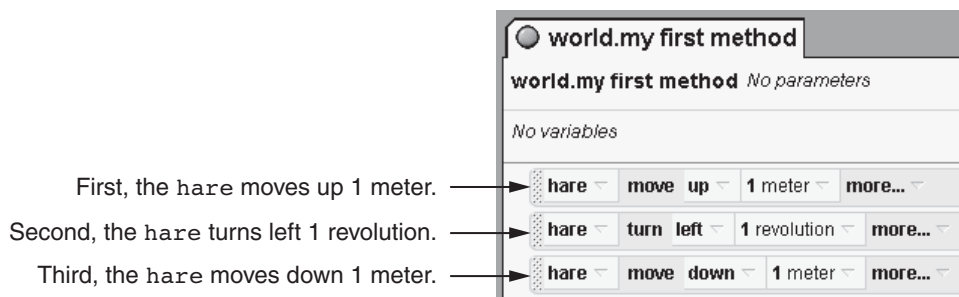 world.my first method
world.my first method No parameters
No variables
First, the hare moves up 1 meter.
hare move up 1 meter more...
Second, the hare turns left 1 revolution.
hare turn left 1 revolution more...
Third, the hare moves down 1 meter.
hare move down 1 meter more...